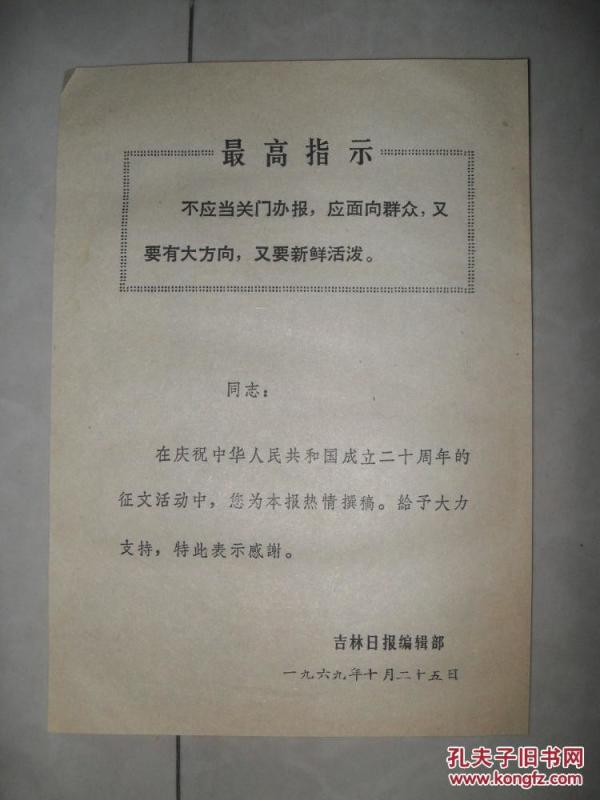 最高指示
不应当关门办报，应面向群众，又
要有大方向，又要新鲜活泼。
同志：
在庆祝中华人民共和国成立二十周年的
征文活动中，您为本报热情撰稿。給予大力
支持，特此表示感謝。
吉林日报编辑部
一九六九年十月二十五日
孔夫子旧书网
www.kongfz.com